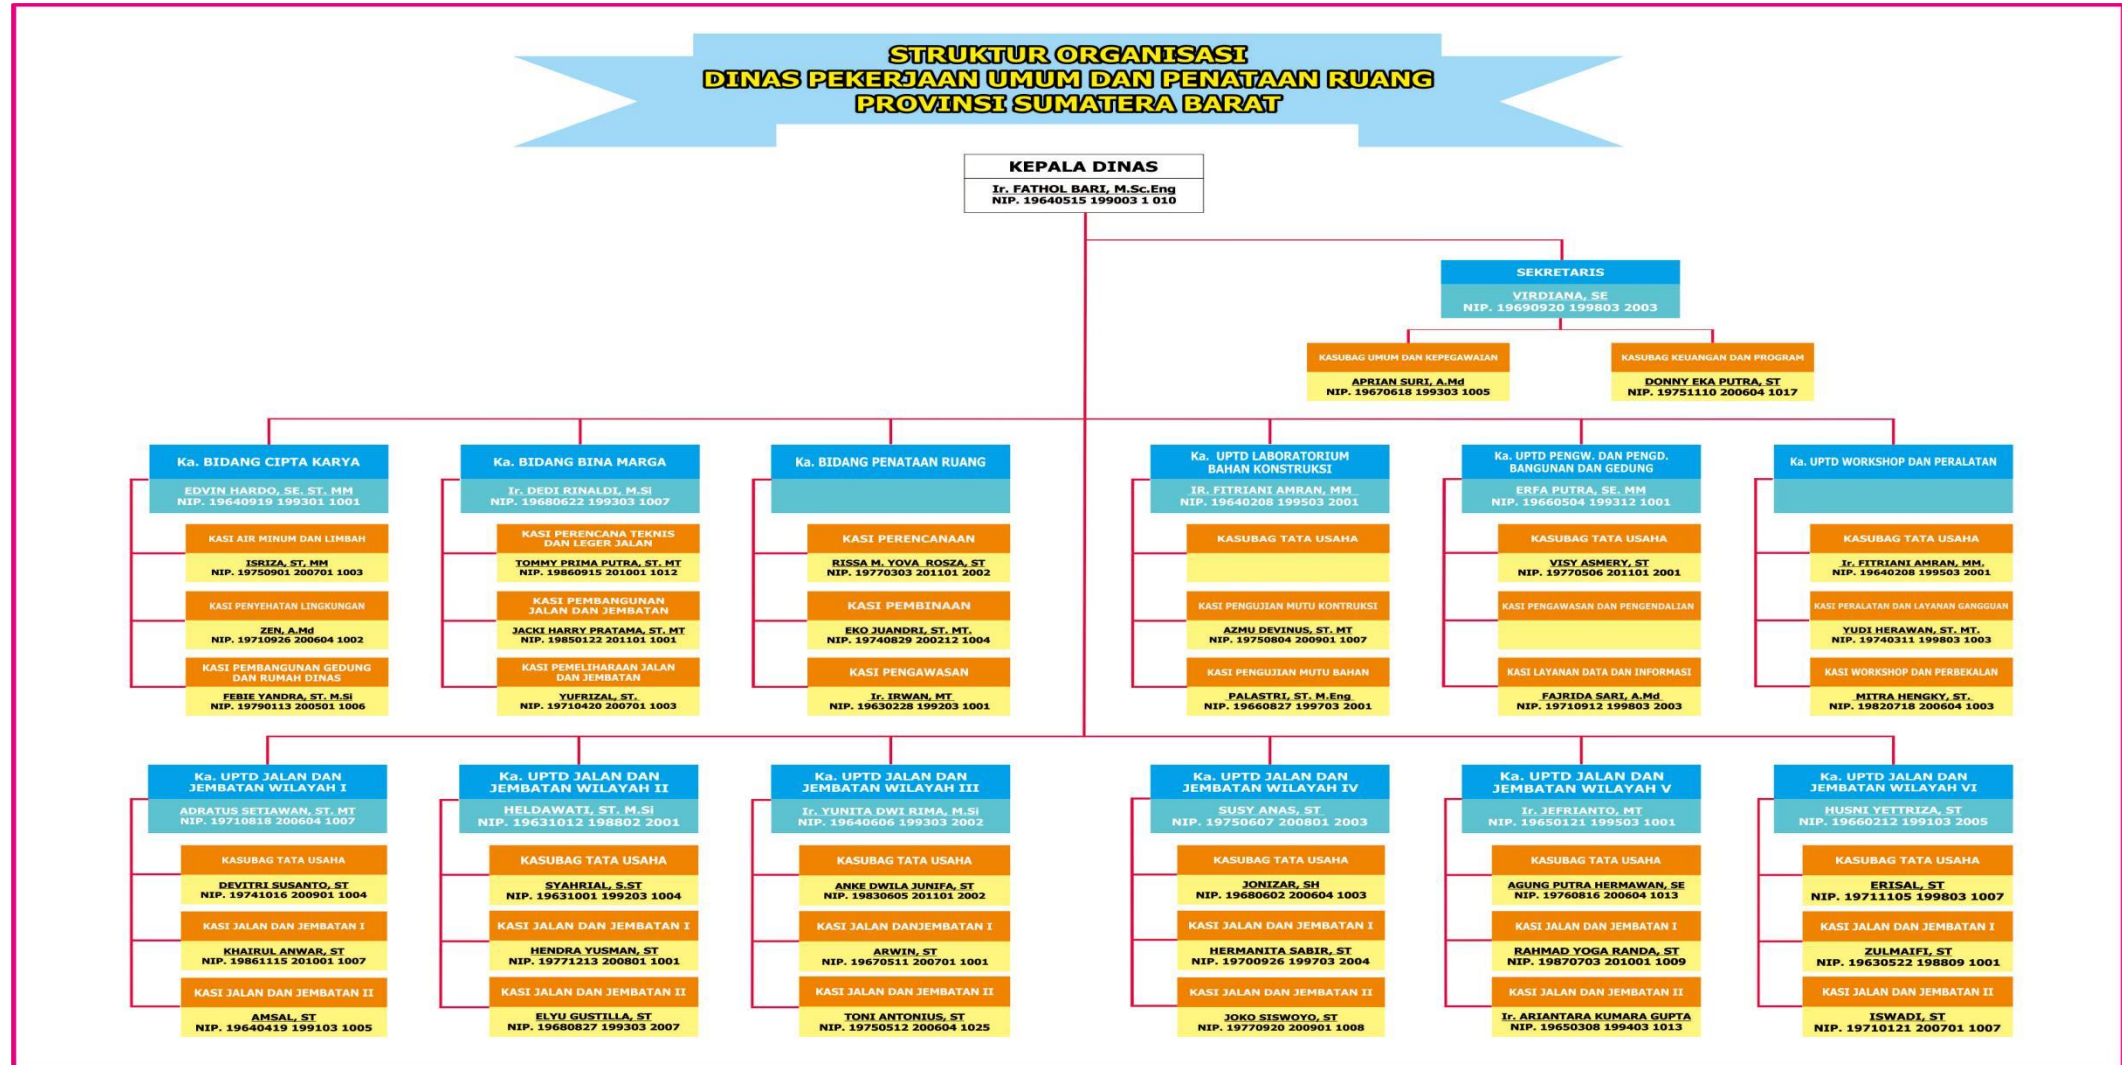 STRUKTUR ORGANISASI
DINAS PEKERJAAN UMUM DAN PENATAAN RUANG
PROVINSI SUMATERA BARAT
KEPALA DINAS
Ir. FATHOL BARI, M.Sc.Eng
NIP. 19640515 199003 1 010
SEKRETARIS
VIRDIANA, SE
NIP. 19690920 199803 2003
KASUBAG UMUM DAN KEPEGAWAIAN
APRIAN SURI, A.Md
NIP. 19670618 199303 1005
KASUBAG KEUANGAN DAN PROGRAM
DONNY EKA PUTRA, ST
NIP. 19751110 200604 1017
Ka. BIDANG CIPTA KARYA
EDVIN HARDO, SE. ST. MM
NIP. 19640919 199301 1001
KASI AIR MINUM DAN LIMBAH
ISRIZA, ST, MM
NIP. 19750901 200701 1003
KASI PENYEHATAN LINGKUNGAN
ZEN, A.Md
NIP. 19710926 200604 1002
KASI PEMBANGUNAN GEDUNG
DAN RUMAH DINAS
FEBIE YANDRA, ST. M.Si
NIP. 19790113 200501 1006
Ka. BIDANG BINA MARGA
Ir. DEDI RINALDI, M.Si
NIP. 19680622 199303 1007
KASI PERENCANA TEKNIS
DAN LEGER JALAN
TOMMY PRIMA PUTRA, ST. MT
NIP. 19860915 201001 1012
KASI PEMBANGUNAN
JALAN DAN JEMBATAN
JACKI HARRY PRATAMA, ST. MT
NIP. 19850122 201101 1001
KASI PEMELIHARAAN JALAN
DAN JEMBATAN
YUFRIZAL, ST.
NIP. 19710420 200701 1003
Ka. BIDANG PENATAAN RUANG
KASI PERENCANAAN
RISSA M. YOVA ROSZA, ST
NIP. 19770303 201101 2002
KASI PEMBINAAN
EKO JUANDRI, ST. MT.
NIP. 19740829 200212 1004
KASI PENGAWASAN
Ir. IRWAN, MT
NIP. 19630228 199203 1001
Ka. UPTD LABORATORIUM
BAHAN KONSTRUKSI
IR. FITRIANI AMRAN, MM
NIP. 19640208 199503 2001
KASUBAG TATA USAHA
KASI PENGUJIAN MUTU KONTRUKSI
AZMU DEVINUS, ST. MT
NIP. 19750804 200901 1007
KASI PENGUJIAN MUTU BAHAN
PALASTRI, ST. M.Eng
NIP. 19660827 199703 2001
Ka. UPTD PENGW. DAN PENGD.
BANGUNAN DAN GEDUNG
ERFA PUTRA, SE. MM
NIP. 19660504 199312 1001
KASUBAG TATA USAHA
VISY ASMERY, ST
NIP. 19770506 201101 2001
KASI PENGAWASAN DAN PENGENDALIAN
KASI LAYANAN DATA DAN INFORMASI
FAJRIDA SARI, A.Md
NIP. 19710912 199803 2003
Ka. UPTD WORKSHOP DAN PERALATAN
KASUBAG TATA USAHA
Ir. FITRIANI AMRAN, MM.
NIP. 19640208 199503 2001
KASI PERALATAN DAN LAYANAN GANGGUAN
YUDI HERAWAN, ST. MT.
NIP. 19740311 199803 1003
KASI WORKSHOP DAN PERBEKALAN
MITRA HENGKY, ST.
NIP. 19820718 200604 1003
Ka. UPTD JALAN DAN
JEMBATAN WILAYAH I
ADRATUS SETIAWAN, ST. MT
NIP. 19710818 200604 1007
KASUBAG TATA USAHA
DEVITRI SUSANTO, ST
NIP. 19741016 200901 1004
KASI JALAN DAN JEMBATAN I
KHAIRUL ANWAR, ST
NIP. 19861115 201001 1007
KASI JALAN DAN JEMBATAN II
AMSAL, ST
NIP. 19640419 199103 1005
Ka. UPTD JALAN DAN
JEMBATAN WILAYAH II
HELDAWATI, ST. M.Si
NIP. 19631012 198802 2001
KASUBAG TATA USAHA
SYAHRIAL, S.ST
NIP. 19631001 199203 1004
KASI JALAN DAN JEMBATAN I
HENDRA YUSMAN, ST
NIP. 19771213 200801 1001
KASI JALAN DAN JEMBATAN II
ELYU GUSTILLA, ST
NIP. 19680827 199303 2007
Ka. UPTD JALAN DAN
JEMBATAN WILAYAH III
Ir. YUNITA DWI RIMA, M.Si
NIP. 19640606 199303 2002
KASUBAG TATA USAHA
ANKE DWILA JUNIFA, ST
NIP. 19830605 201101 2002
KASI JALAN DANJEMBATAN I
ARWIN, ST
NIP. 19670511 200701 1001
KASI JALAN DAN JEMBATAN II
TONI ANTONIUS, ST
NIP. 19750512 200604 1025
Ka. UPTD JALAN DAN
JEMBATAN WILAYAH IV
SUSY ANAS, ST
NIP. 19750607 200801 2003
KASUBAG TATA USAHA
JONIZAR, SH
NIP. 19680602 200604 1003
KASI JALAN DAN JEMBATAN I
HERMANITA SABIR, ST
NIP. 19700926 199703 2004
KASI JALAN DAN JEMBATAN II
JOKO SISWOYO, ST
NIP. 19770920 200901 1008
Ka. UPTD JALAN DAN
JEMBATAN WILAYAH V
Ir. JEFRIANTO, MT
NIP. 19650121 199503 1001
KASUBAG TATA USAHA
AGUNG PUTRA HERMAWAN, SE
NIP. 19760816 200604 1013
KASI JALAN DAN JEMBATAN I
RAHMAD YOGA RANDA, ST
NIP. 19870703 201001 1009
KASI JALAN DAN JEMBATAN II
Ir. ARIANTARA KUMARA GUPTA
NIP. 19650308 199403 1013
Ka. UPTD JALAN DAN
JEMBATAN WILAYAH VI
HUSNI YETTRIZA, ST
NIP. 19660212 199103 2005
KASUBAG TATA USAHA
ERISAL, ST
NIP. 19711105 199803 1007
KASI JALAN DAN JEMBATAN I
ZULMAIFI, ST
NIP. 19630522 198809 1001
KASI JALAN DAN JEMBATAN II
ISWADI, ST
NIP. 19710121 200701 1007